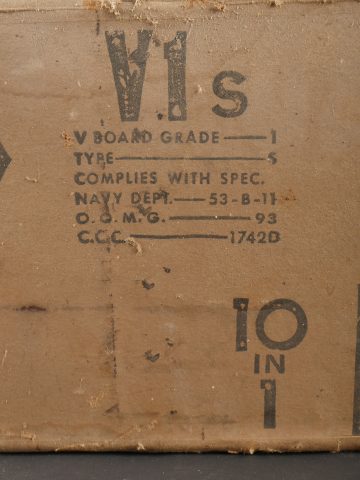 V1s
V BOARD GRADE — 1
TYPE — S
COMPLIES WITH SPEC.
NAVY DEPT. — 53-B-11
O.Q.M.G. — 93
C.C.C. — 1742D
10
IN
1